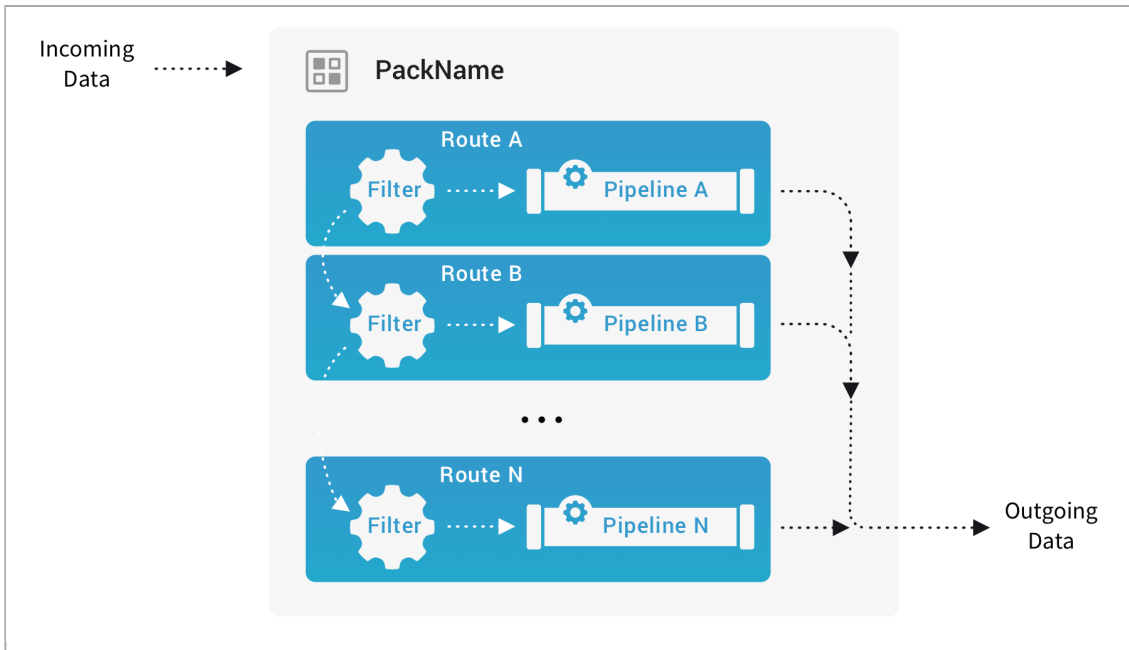 Incoming
Data
PackName
Route A
Filter
Pipeline A
Route B
Filter
Pipeline B
...
Route N
Filter
Pipeline N
Outgoing
Data